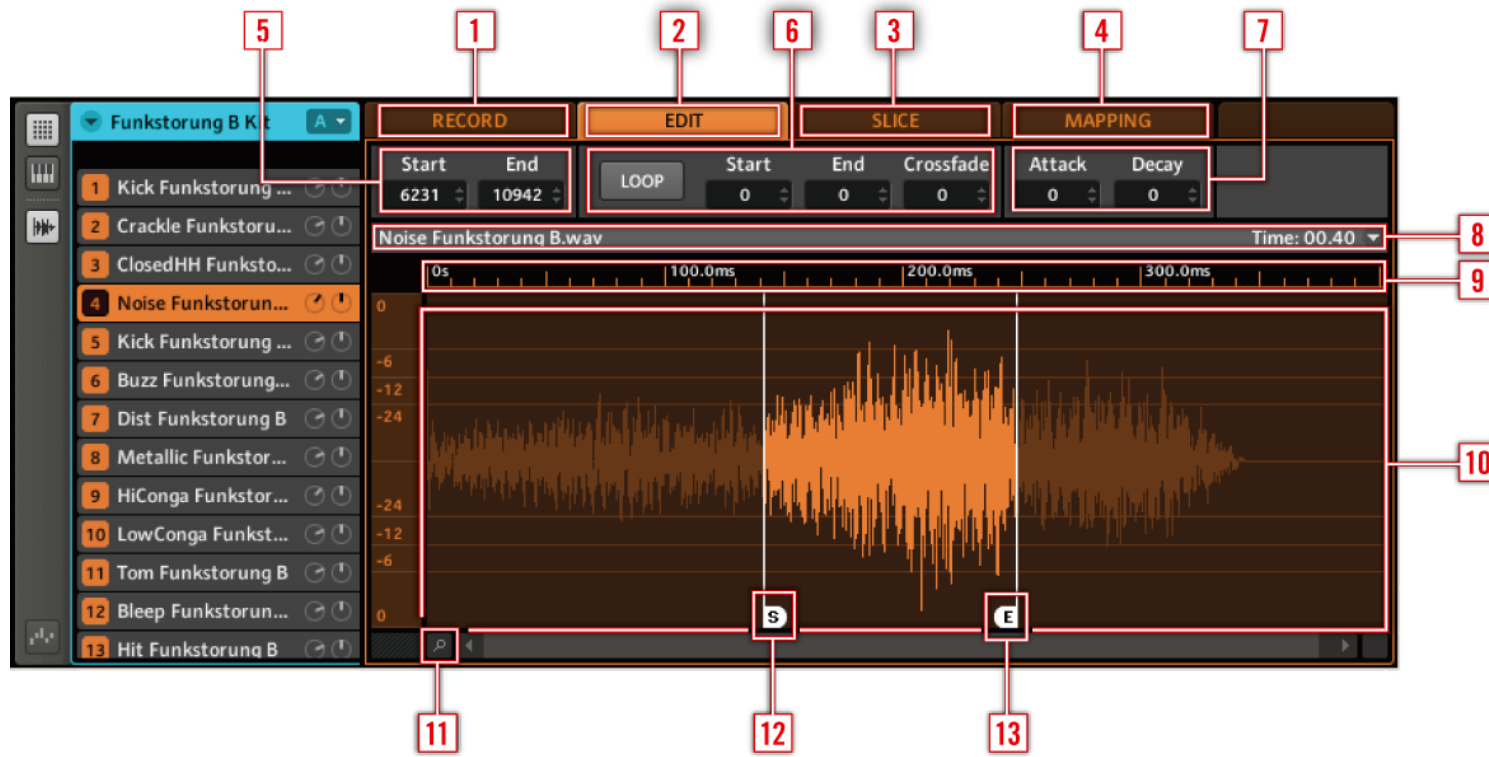 5 1 2 6 3 4 7
Funkstorung B Kit A RECORD EDIT SLICE MAPPING
Start End Start End Crossfade Attack Decay
LOOP
6231 10942 0 0 0 0 0
1 Kick Funkstorung ...
2 Crackle Funkstoru...
3 ClosedHH Funksto...
4 Noise Funkstorun...
5 Kick Funkstorung ...
6 Buzz Funkstorung...
7 Dist Funkstorung B
8 Metallic Funkstor...
9 HiConga Funkstor...
10 LowConga Funkst...
11 Tom Funkstorung B
12 Bleep Funkstorun...
13 Hit Funkstorung B
Noise Funkstorung B.wav Time: 00.40 8
0s 100.0ms 200.0ms 300.0ms 9
0
-6
-12
-24
10
-24
-12
-6
0
S E
11 12 13